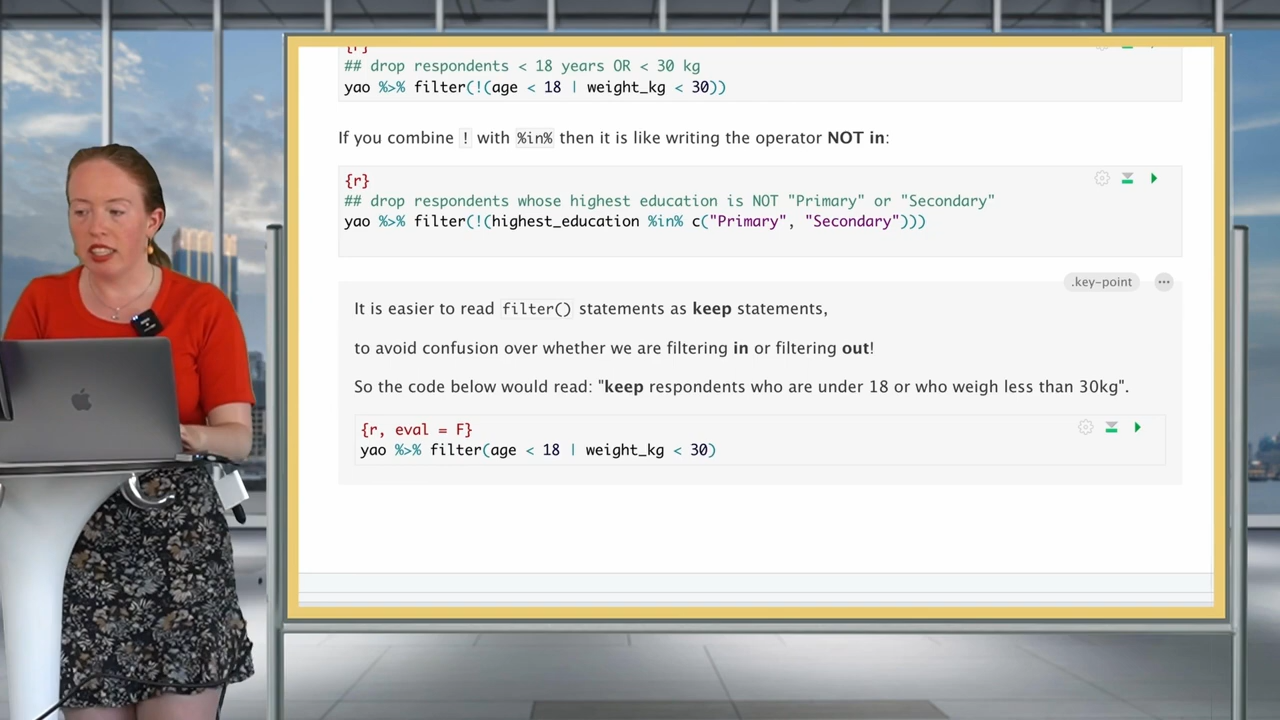 {r}
## drop respondents < 18 years OR < 30 kg
yao %>% filter(!(age < 18 | weight_kg < 30))
If you combine ! with %in% then it is like writing the operator NOT in:
{r}
## drop respondents whose highest education is NOT "Primary" or "Secondary"
yao %>% filter(!(highest_education %in% c("Primary", "Secondary")))
.key-point
It is easier to read filter() statements as keep statements,
to avoid confusion over whether we are filtering in or filtering out!
So the code below would read: "keep respondents who are under 18 or who weigh less than 30kg".
{r, eval = F}
yao %>% filter(age < 18 | weight_kg < 30)